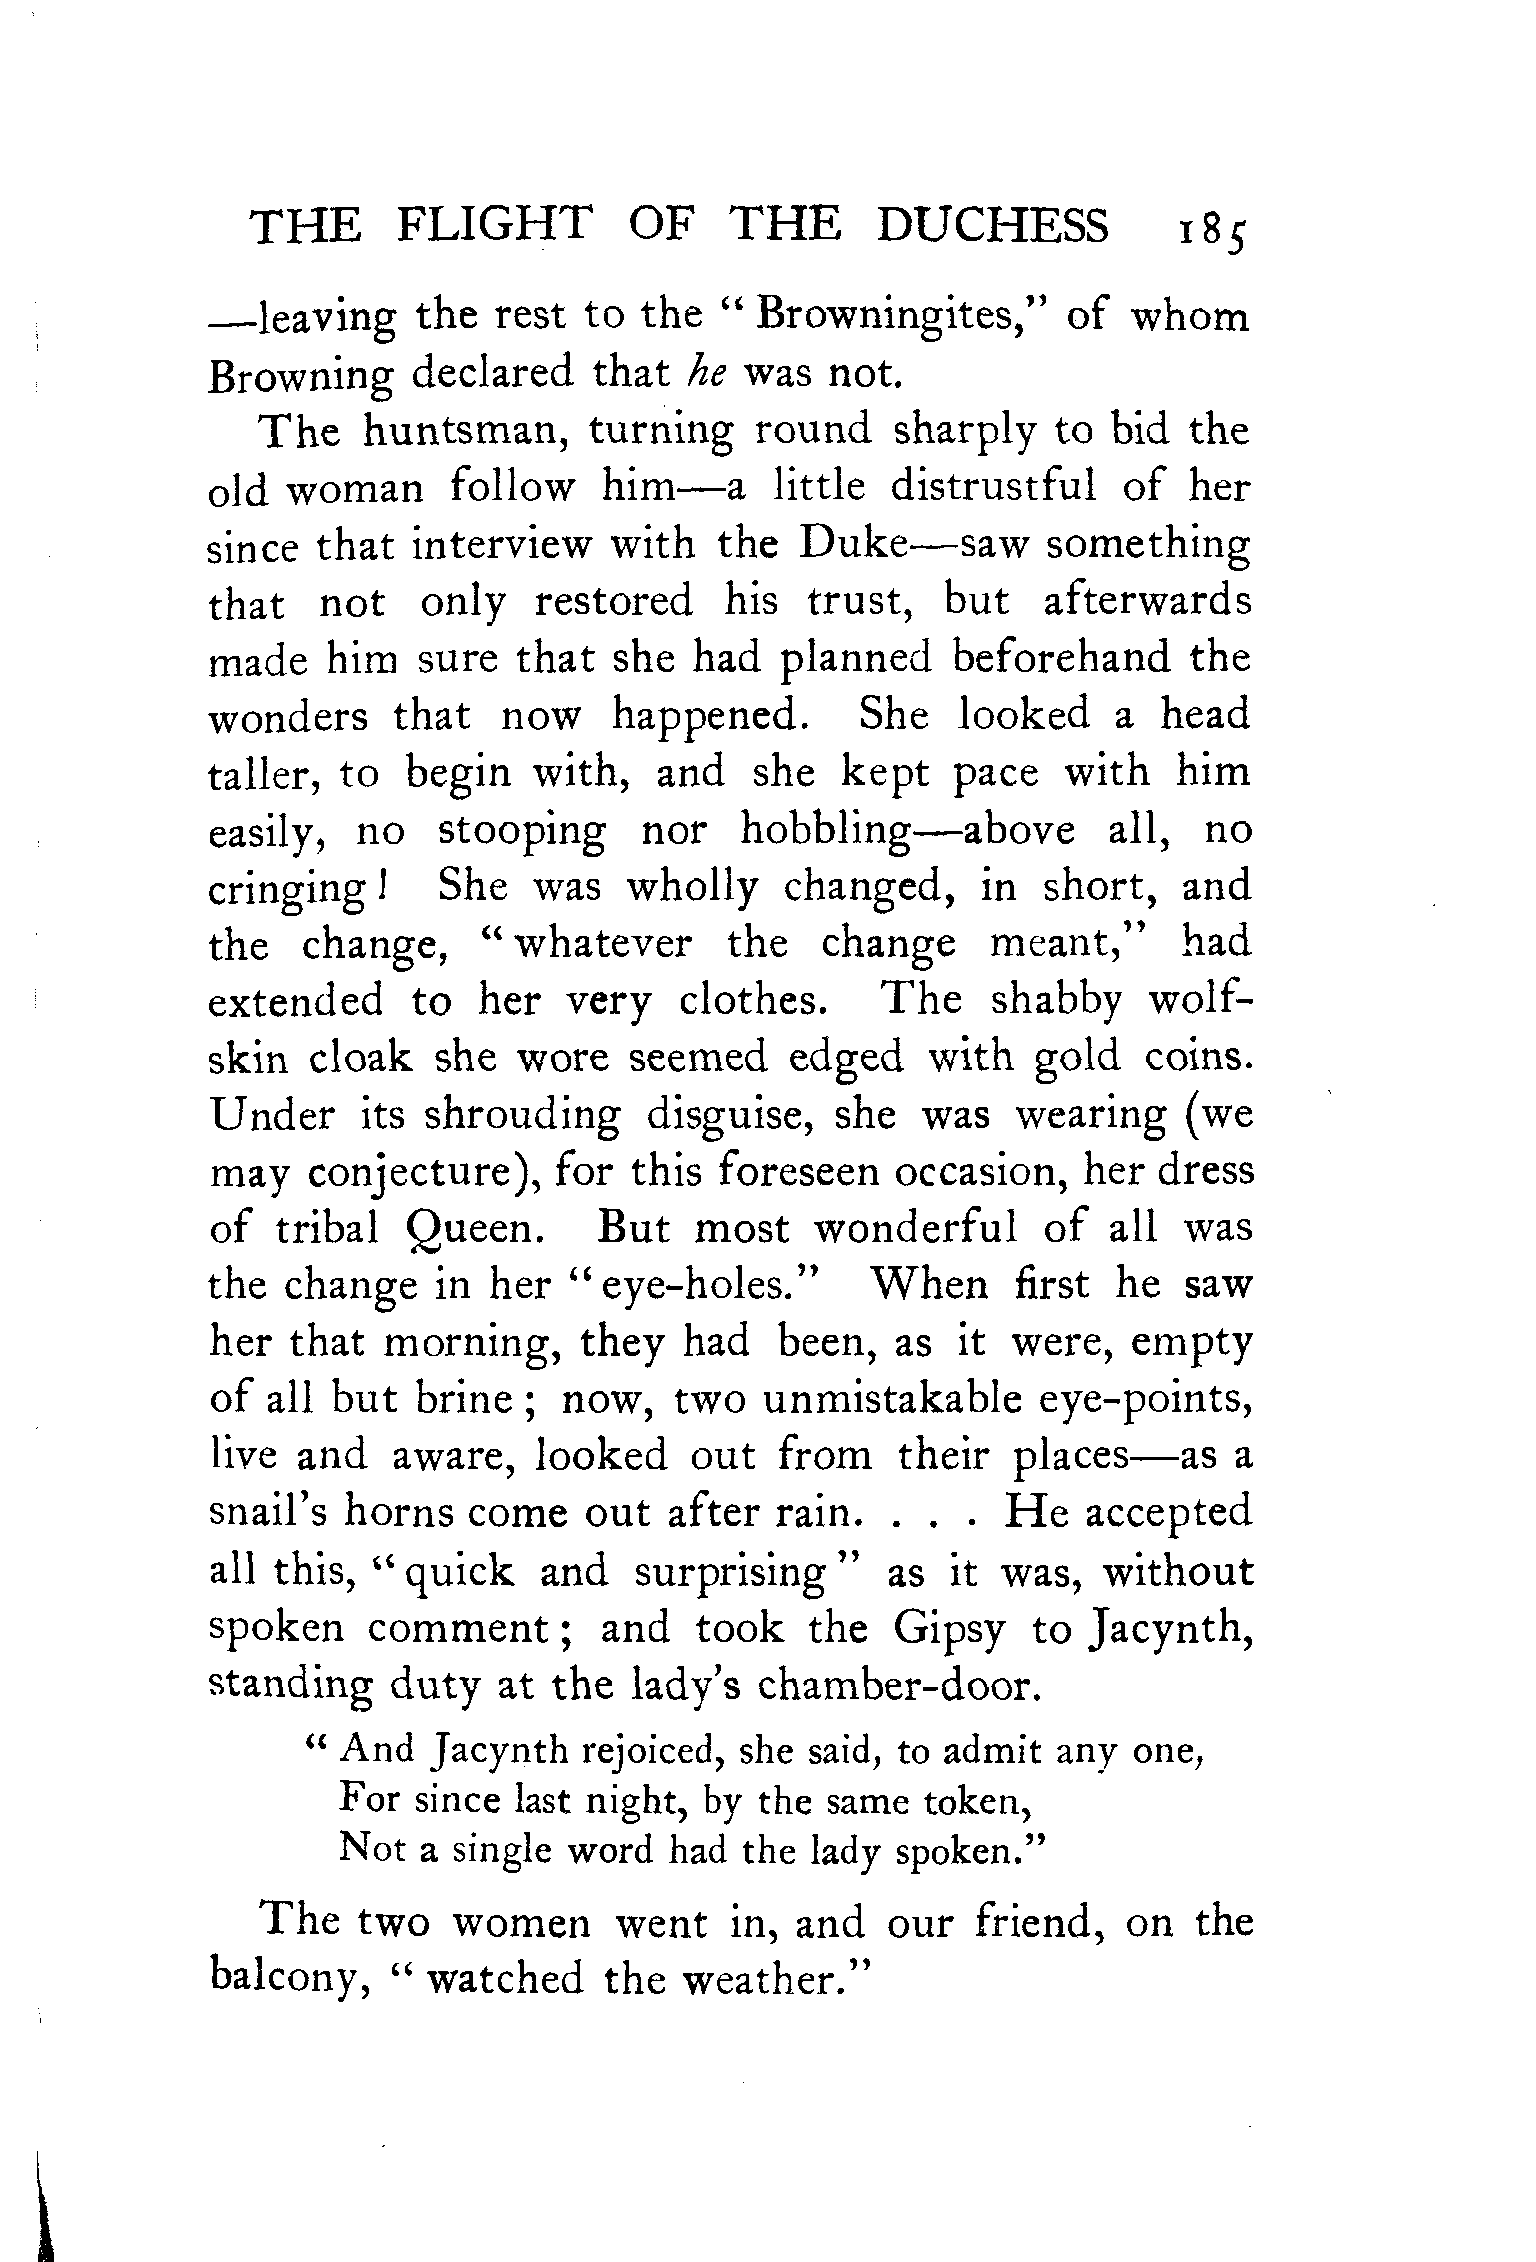 THE FLIGHT OF THE DUCHESS 185
—leaving the rest to the “Browningites,” of whom
Browning declared that he was not.
The huntsman, turning round sharply to bid the
old woman follow him—a little distrustful of her
since that interview with the Duke—saw something
that not only restored his trust, but afterwards
made him sure that she had planned beforehand the
wonders that now happened. She looked a head
taller, to begin with, and she kept pace with him
easily, no stooping nor hobbling—above all, no
cringing! She was wholly changed, in short, and
the change, “whatever the change meant,” had
extended to her very clothes. The shabby wolf-
skin cloak she wore seemed edged with gold coins.
Under its shrouding disguise, she was wearing (we
may conjecture), for this foreseen occasion, her dress
of tribal Queen. But most wonderful of all was
the change in her “eye-holes.” When first he saw
her that morning, they had been, as it were, empty
of all but brine; now, two unmistakable eye-points,
live and aware, looked out from their places—as a
snail’s horns come out after rain. . . . He accepted
all this, “quick and surprising” as it was, without
spoken comment; and took the Gipsy to Jacynth,
standing duty at the lady’s chamber-door.
“And Jacynth rejoiced, she said, to admit any one,
For since last night, by the same token,
Not a single word had the lady spoken.”
The two women went in, and our friend, on the
balcony, “watched the weather.”